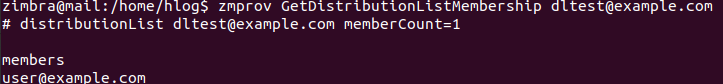 zimbra@mail:/home/hlog$ zmprov GetDistributionListMembership dltest@example.com
# distributionList dltest@example.com memberCount=1
members
user@example.com